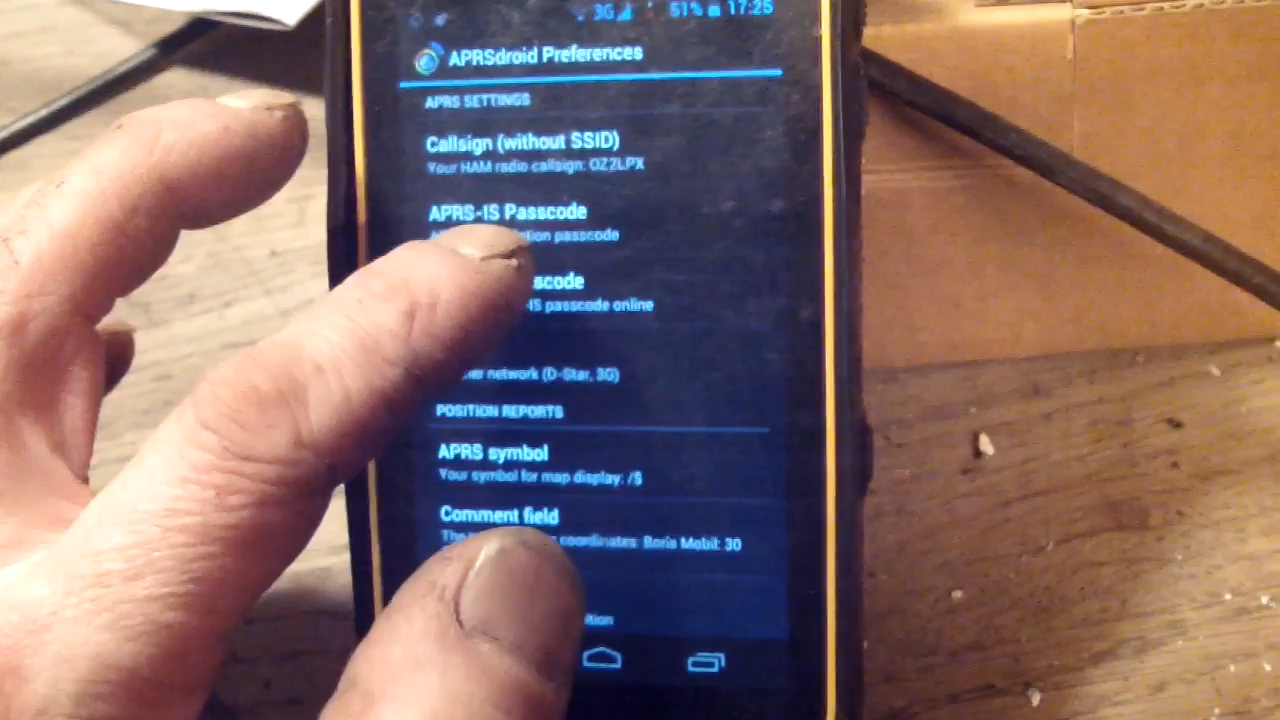 3G 51% 17:25
APRSdroid Preferences
APRS SETTINGS
Callsign (without SSID)
Your HAM radio callsign: OZ2LPX
APRS-IS Passcode
passcode
IS passcode online
network (D-Star, 3G)
POSITION REPORTS
APRS symbol
Your symbol for map display: /$
Comment field
coordinates: Boris Mobil: 30